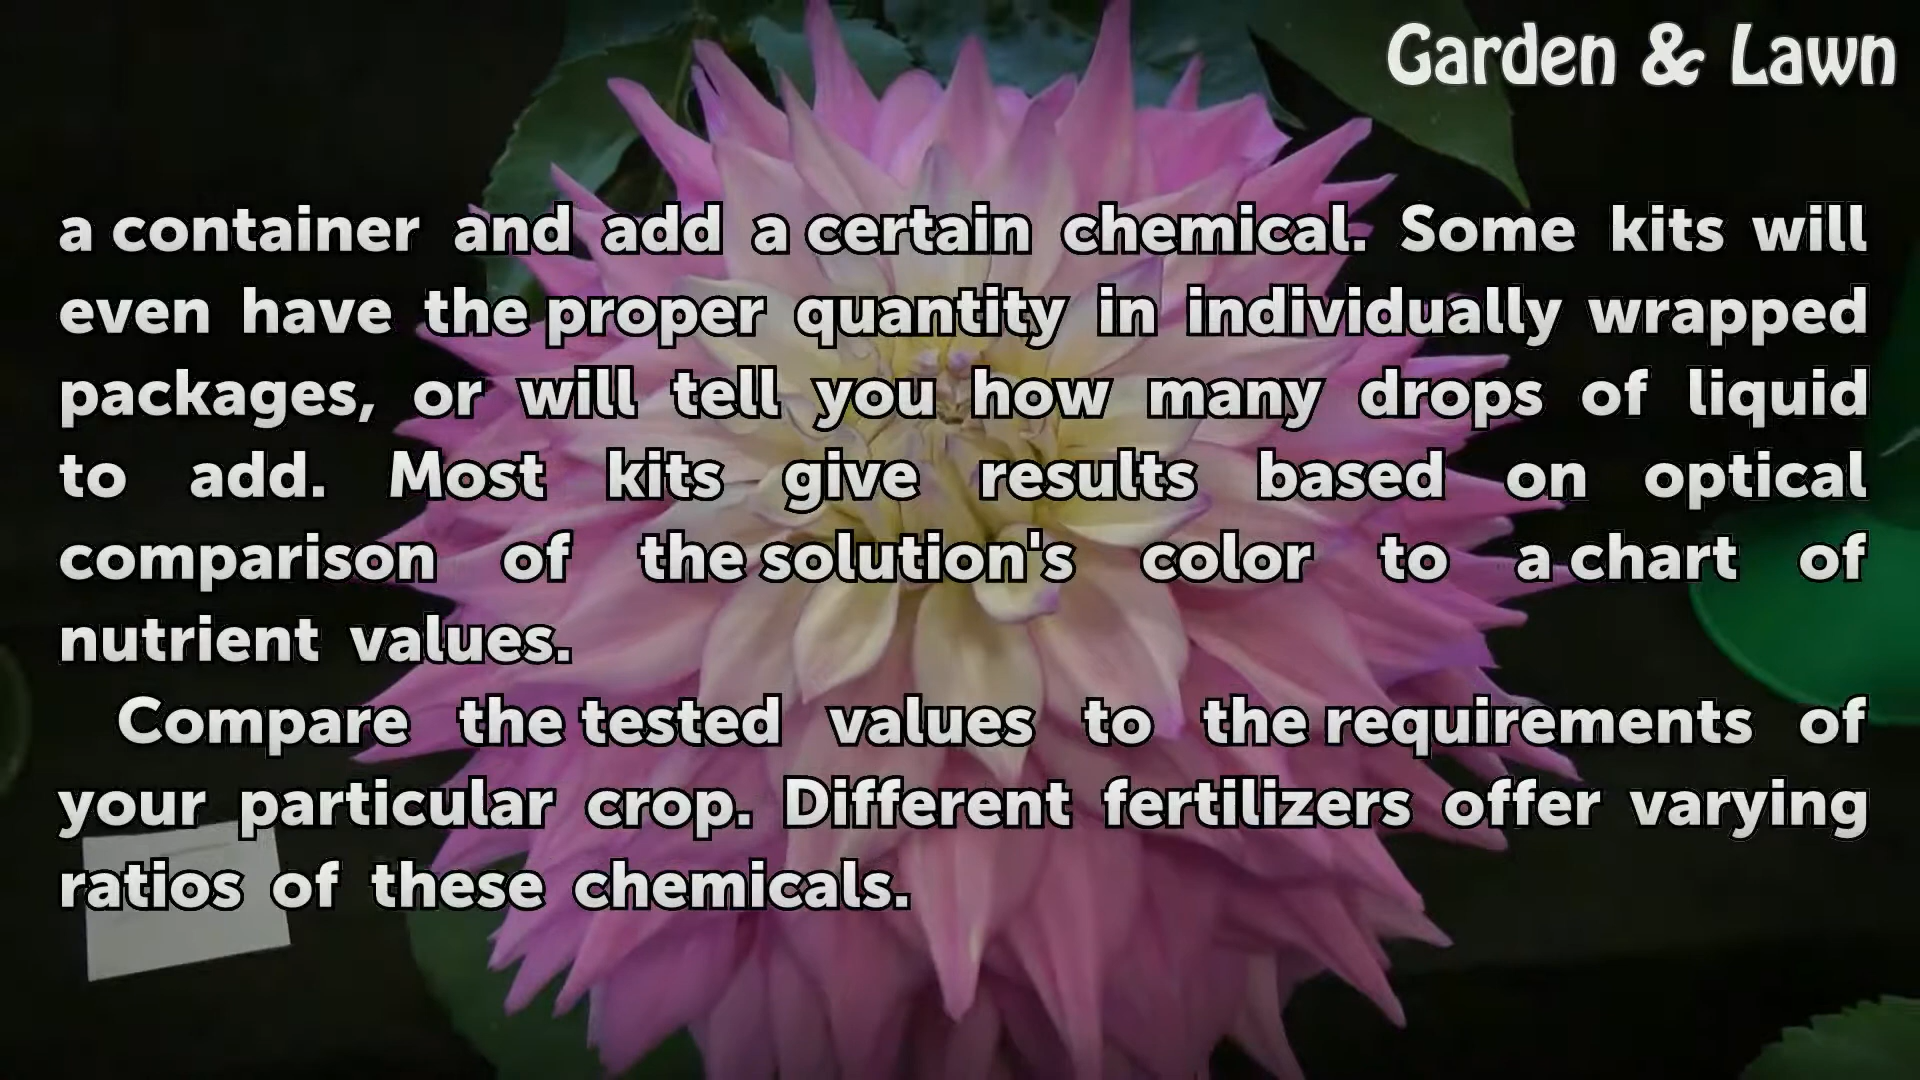 Garden & Lawn
a container and add a certain chemical. Some kits will
even have the proper quantity in individually wrapped
packages, or will tell you how many drops of liquid
to add. Most kits give results based on optical
comparison of the solution's color to a chart of
nutrient values.
Compare the tested values to the requirements of
your particular crop. Different fertilizers offer varying
ratios of these chemicals.